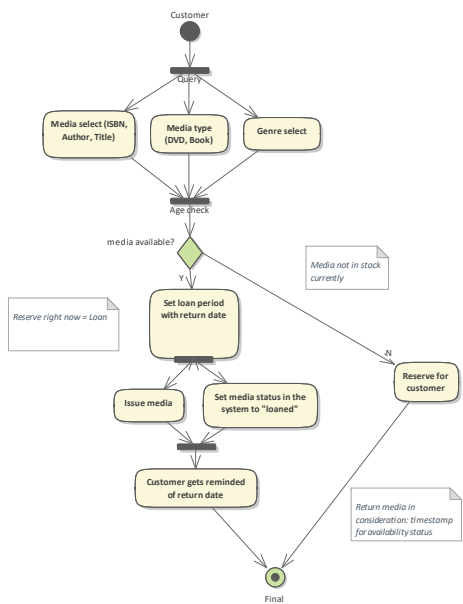 Customer
Query
Media select (ISBN,
Author, Title)
Media type
(DVD, Book)
Genre select
Age check
media available?
Media not in stock
currently
Y
Set loan period
with return date
Reserve right now = Loan
N
Reserve for
customer
Issue media
Set media status in the
system to "loaned"
Customer gets reminded
of return date
Return media in
consideration: timestamp
for availability status
Final